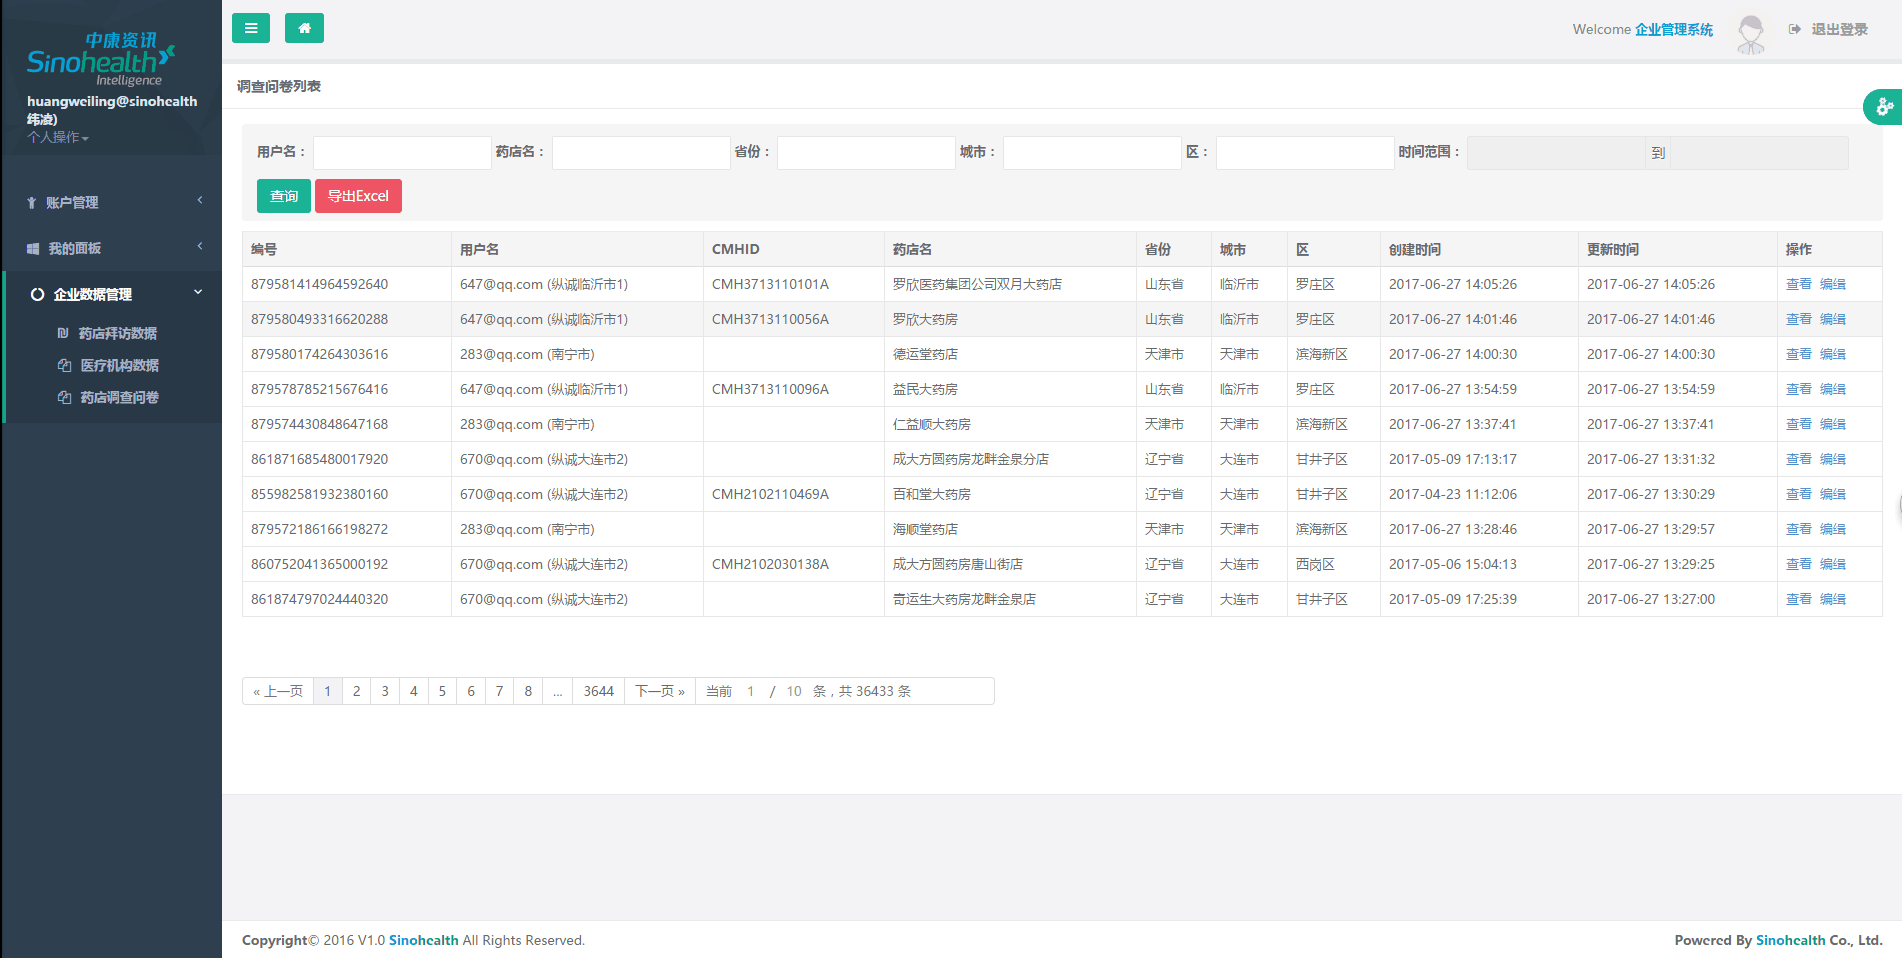 中康资讯
Sinohealth
Intelligence
huangweiling@sinohealth
纬凌)
个人操作
账户管理
我的面板
企业数据管理
药店拜访数据
医疗机构数据
药店调查问卷
Welcome 企业管理系统 退出登录
调查问卷列表
用户名： 药店名： 省份： 城市： 区： 时间范围： 到
查询 导出Excel
编号 用户名 CMHID 药店名 省份 城市 区 创建时间 更新时间 操作
879581414964592640 647@qq.com (纵诚临沂市1) CMH3713110101A 罗欣医药集团公司双月大药店 山东省 临沂市 罗庄区 2017-06-27 14:05:26 2017-06-27 14:05:26 查看 编辑
879580493316620288 647@qq.com (纵诚临沂市1) CMH3713110056A 罗欣大药房 山东省 临沂市 罗庄区 2017-06-27 14:01:46 2017-06-27 14:01:46 查看 编辑
879580174264303616 283@qq.com (南宁市) 德运堂药店 天津市 天津市 滨海新区 2017-06-27 14:00:30 2017-06-27 14:00:30 查看 编辑
879578785215676416 647@qq.com (纵诚临沂市1) CMH3713110096A 益民大药房 山东省 临沂市 罗庄区 2017-06-27 13:54:59 2017-06-27 13:54:59 查看 编辑
879574430848647168 283@qq.com (南宁市) 仁益顺大药房 天津市 天津市 滨海新区 2017-06-27 13:37:41 2017-06-27 13:37:41 查看 编辑
861871685480017920 670@qq.com (纵诚大连市2) 成大方圆药房龙畔金泉分店 辽宁省 大连市 甘井子区 2017-05-09 17:13:17 2017-06-27 13:31:32 查看 编辑
855982581932380160 670@qq.com (纵诚大连市2) CMH2102110469A 百和堂大药房 辽宁省 大连市 甘井子区 2017-04-23 11:12:06 2017-06-27 13:30:29 查看 编辑
879572186166198272 283@qq.com (南宁市) 海顺堂药店 天津市 天津市 滨海新区 2017-06-27 13:28:46 2017-06-27 13:29:57 查看 编辑
860752041365000192 670@qq.com (纵诚大连市2) CMH2102030138A 成大方圆药房唐山街店 辽宁省 大连市 西岗区 2017-05-06 15:04:13 2017-06-27 13:29:25 查看 编辑
861874797024440320 670@qq.com (纵诚大连市2) 奇运生大药房龙畔金泉店 辽宁省 大连市 甘井子区 2017-05-09 17:25:39 2017-06-27 13:27:00 查看 编辑
« 上一页 1 2 3 4 5 6 7 8 ... 3644 下一页 » 当前 1 / 10 条，共 36433 条
Copyright© 2016 V1.0 Sinohealth All Rights Reserved. Powered By Sinohealth Co., Ltd.